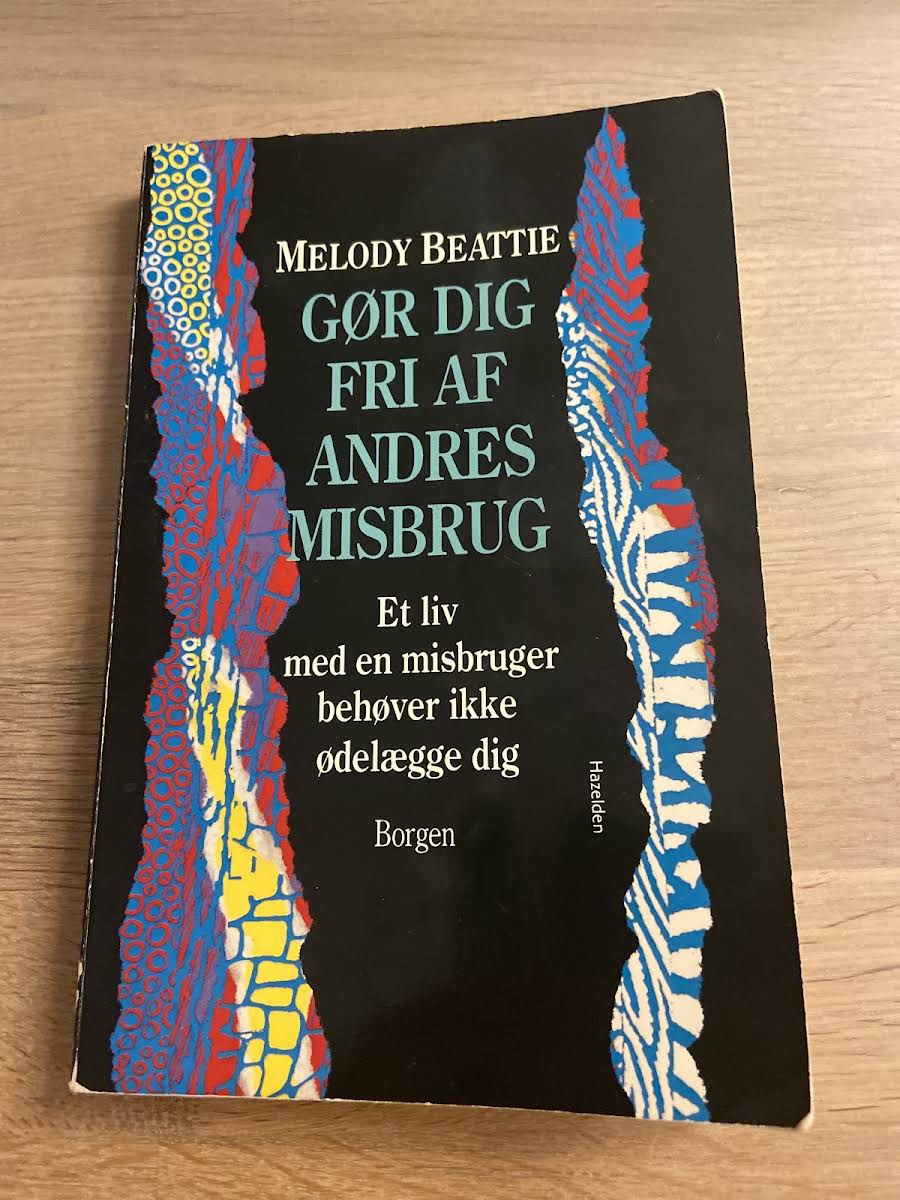 MELODY BEATTIE
GØR DIG
FRI AF
ANDRES
MISBRUG
Et liv
med en misbruger
behøver ikke
ødelægge dig
Hazelden
Borgen